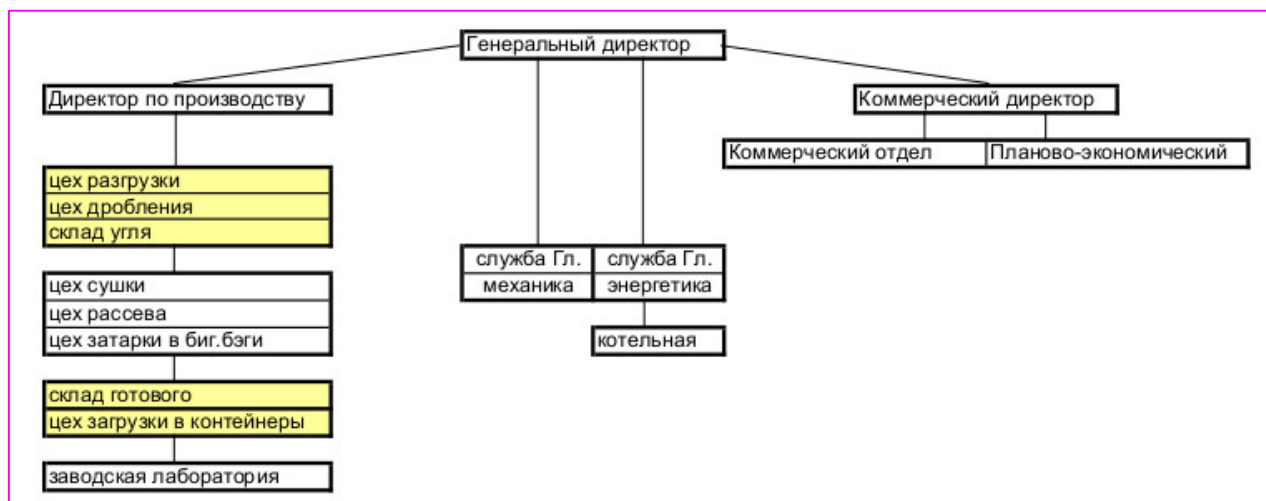 Генеральный директор
Директор по производству
Коммерческий директор
Коммерческий отдел
Планово-экономический
цех разгрузки
цех дробления
склад угля
служба Гл.
механика
служба Гл.
энергетика
котельная
цех сушки
цех рассева
цех затарки в биг.бэги
склад готового
цех загрузки в контейнеры
заводская лаборатория